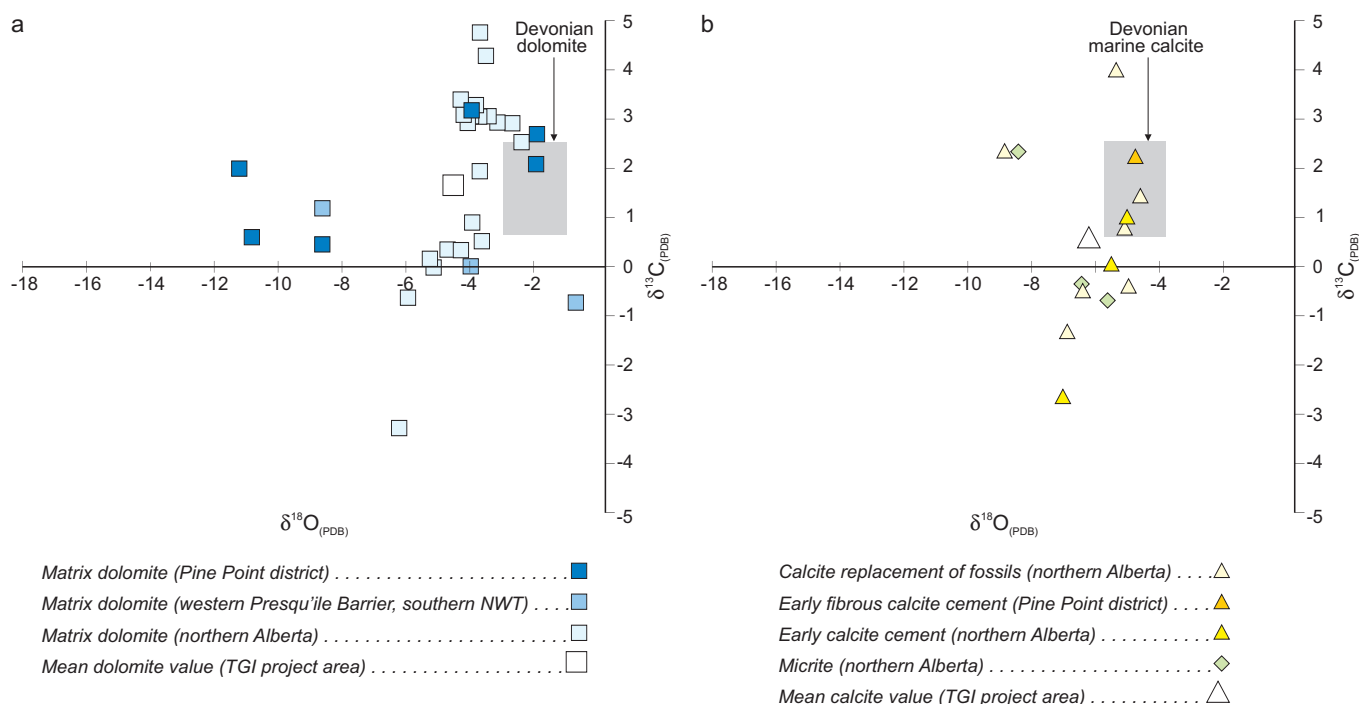 a
Devonian
dolomite
5
4
3
2
1
0
-1
-2
-3
-4
-5
-18
-16
-14
-12
-10
-8
-6
-4
-2
δ13C(PDB)
δ18O(PDB)
Matrix dolomite (Pine Point district) . . . . . . . . . . . . . . . . . . . . . .
Matrix dolomite (western Presqu'ile Barrier, southern NWT) . . . .
Matrix dolomite (northern Alberta) . . . . . . . . . . . . . . . . . . . . . . .
Mean dolomite value (TGI project area) . . . . . . . . . . . . . . . . . . .
b
Devonian
marine calcite
5
4
3
2
1
0
-1
-2
-3
-4
-5
-18
-16
-14
-12
-10
-8
-6
-4
-2
δ13C(PDB)
δ18O(PDB)
Calcite replacement of fossils (northern Alberta) . . . .
Early fibrous calcite cement (Pine Point district) . . . . .
Early calcite cement (northern Alberta) . . . . . . . . . . . .
Micrite (northern Alberta) . . . . . . . . . . . . . . . . . . . . . .
Mean calcite value (TGI project area) . . . . . . . . . . . .